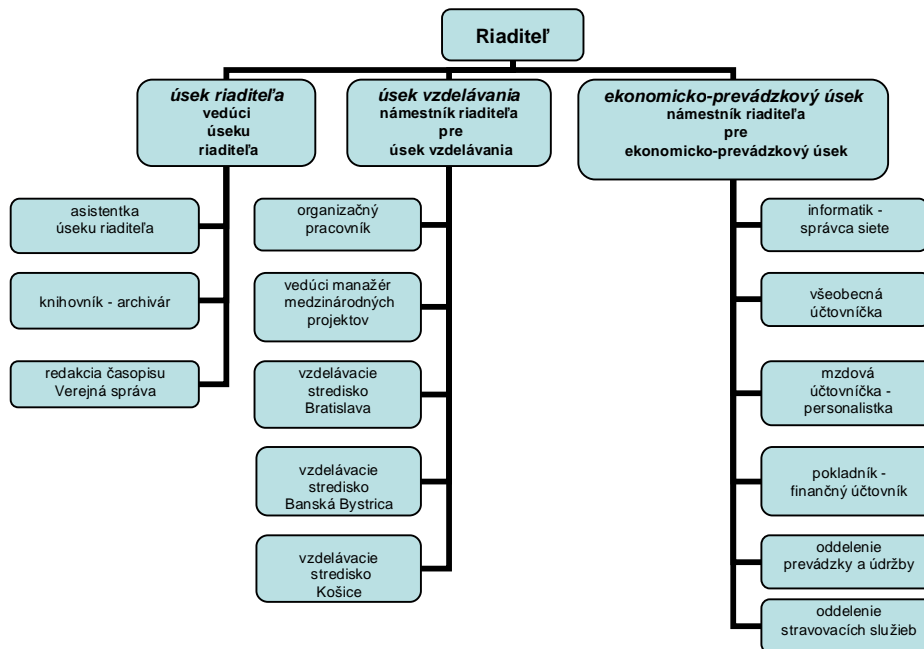 Riaditeľ
úsek riaditeľa
vedúci
úseku
riaditeľa
úsek vzdelávania
námestník riaditeľa
pre
úsek vzdelávania
ekonomicko-prevádzkový úsek
námestník riaditeľa
pre
ekonomicko-prevádzkový úsek
asistentka
úseku riaditeľa
knihovník - archivár
redakcia časopisu
Verejná správa
organizačný
pracovník
vedúci manažér
medzinárodných
projektov
vzdelávacie
stredisko
Bratislava
vzdelávacie
stredisko
Banská Bystrica
vzdelávacie
stredisko
Košice
informatik -
správca siete
všeobecná
účtovníčka
mzdová
účtovníčka -
personalistka
pokladník -
finančný účtovník
oddelenie
prevádzky a údržby
oddelenie
stravovacích služieb